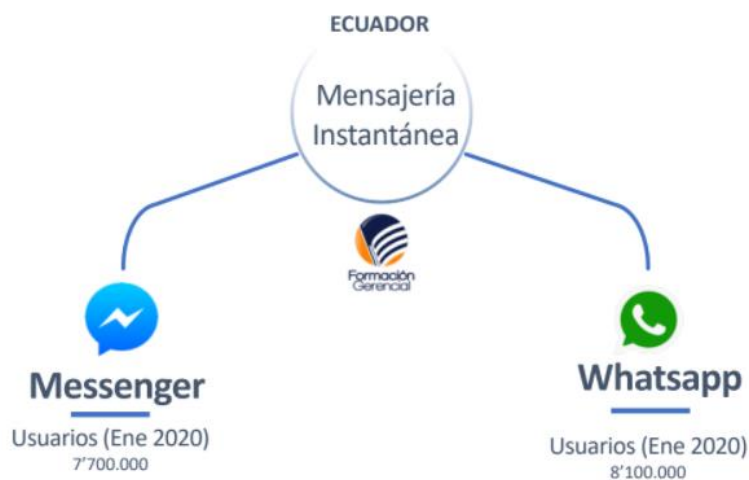 ECUADOR
Mensajería
Instantánea
Formación
Gerencial
Messenger
Usuarios (Ene 2020)
7'700.000
Whatsapp
Usuarios (Ene 2020)
8'100.000